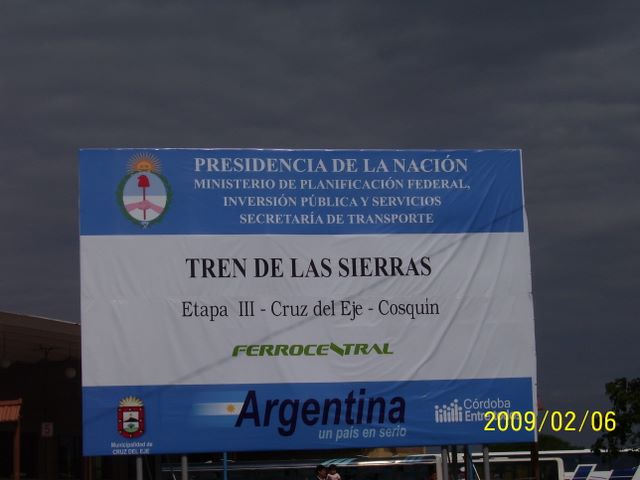 PRESIDENCIA DE LA NACIÓN
MINISTERIO DE PLANIFICACIÓN FEDERAL,
INVERSIÓN PÚBLICA Y SERVICIOS
SECRETARÍA DE TRANSPORTE
TREN DE LAS SIERRAS
Etapa III - Cruz del Eje - Cosquín
FERROCENTRAL
Municipalidad de
CRUZ DEL EJE
Argentina
un país en serio
Córdoba
2009/02/06